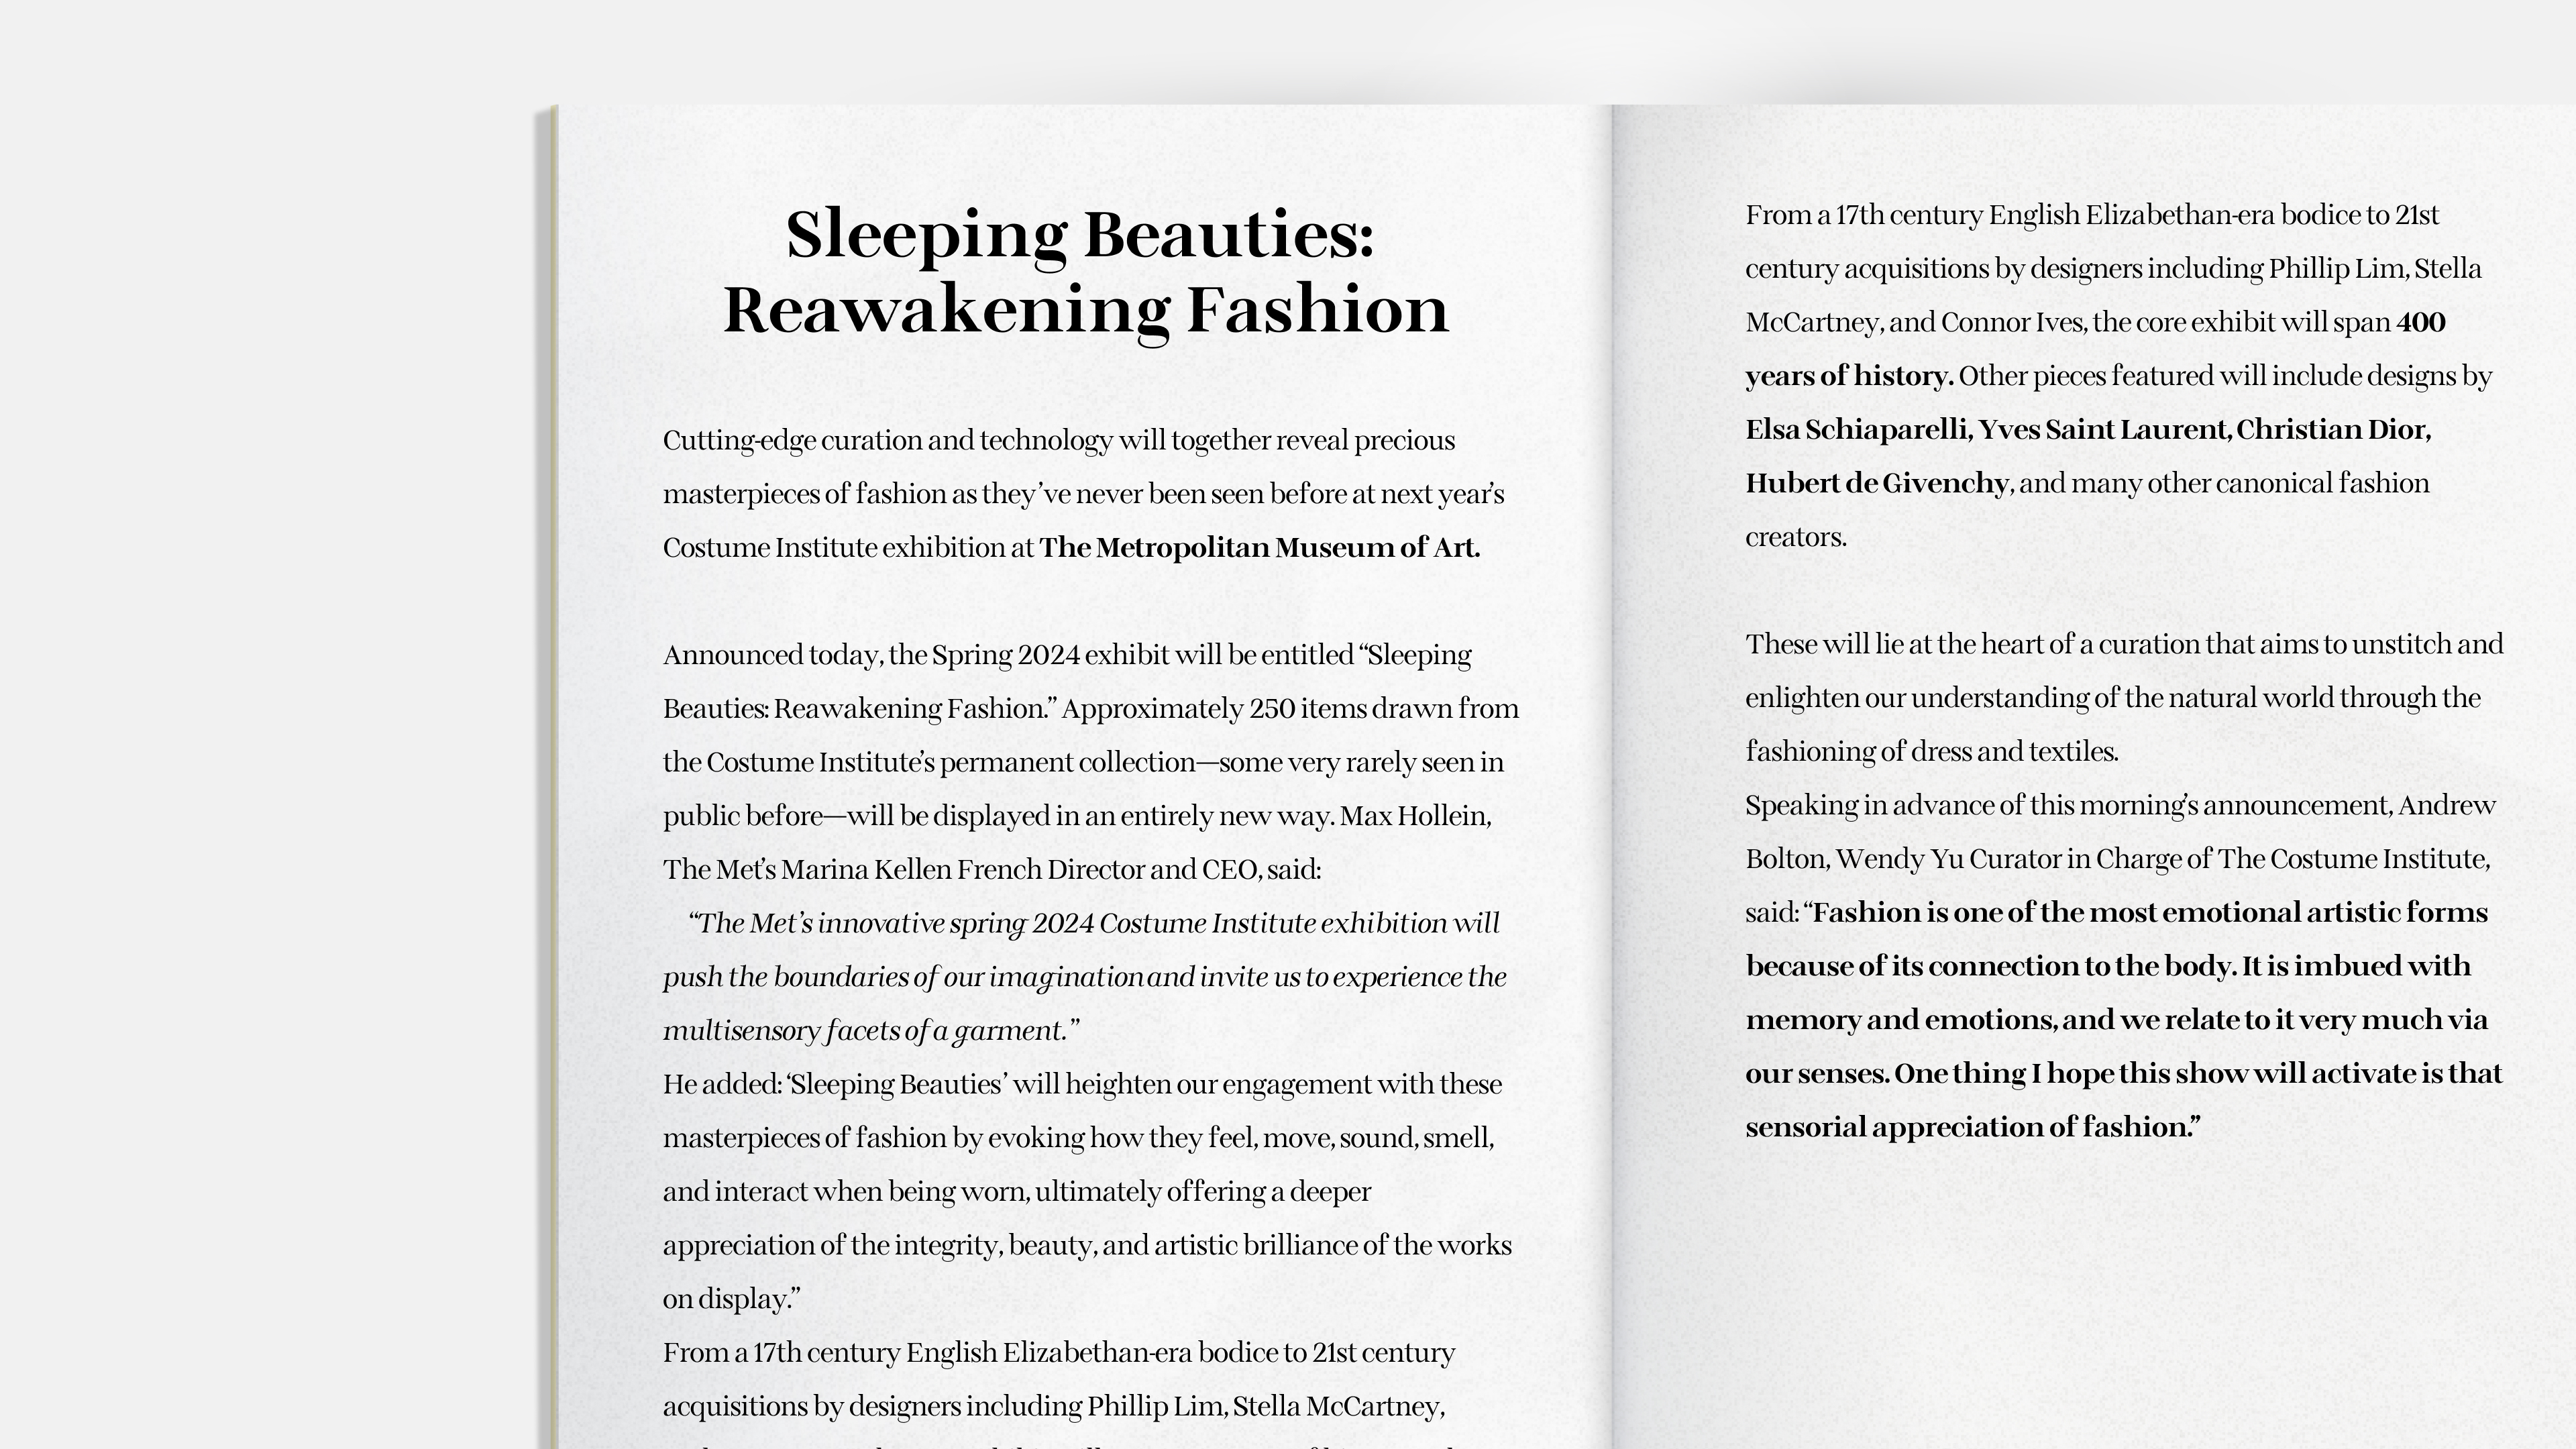 Sleeping Beauties:
Reawakening Fashion
Cutting-edge curation and technology will together reveal precious
masterpieces of fashion as they’ve never been seen before at next year’s
Costume Institute exhibition at The Metropolitan Museum of Art.
Announced today, the Spring 2024 exhibit will be entitled “Sleeping
Beauties: Reawakening Fashion.” Approximately 250 items drawn from
the Costume Institute’s permanent collection—some very rarely seen in
public before—will be displayed in an entirely new way. Max Hollein,
The Met’s Marina Kellen French Director and CEO, said:
“The Met’s innovative spring 2024 Costume Institute exhibition will
push the boundaries of our imagination and invite us to experience the
multisensory facets of a garment.”
He added: ‘Sleeping Beauties’ will heighten our engagement with these
masterpieces of fashion by evoking how they feel, move, sound, smell,
and interact when being worn, ultimately offering a deeper
appreciation of the integrity, beauty, and artistic brilliance of the works
on display.”
From a 17th century English Elizabethan-era bodice to 21st century
acquisitions by designers including Phillip Lim, Stella McCartney,
From a 17th century English Elizabethan-era bodice to 21st
century acquisitions by designers including Phillip Lim, Stella
McCartney, and Connor Ives, the core exhibit will span 400
years of history. Other pieces featured will include designs by
Elsa Schiaparelli, Yves Saint Laurent, Christian Dior,
Hubert de Givenchy, and many other canonical fashion
creators.
These will lie at the heart of a curation that aims to unstitch and
enlighten our understanding of the natural world through the
fashioning of dress and textiles.
Speaking in advance of this morning’s announcement, Andrew
Bolton, Wendy Yu Curator in Charge of The Costume Institute,
said: “Fashion is one of the most emotional artistic forms
because of its connection to the body. It is imbued with
memory and emotions, and we relate to it very much via
our senses. One thing I hope this show will activate is that
sensorial appreciation of fashion.”